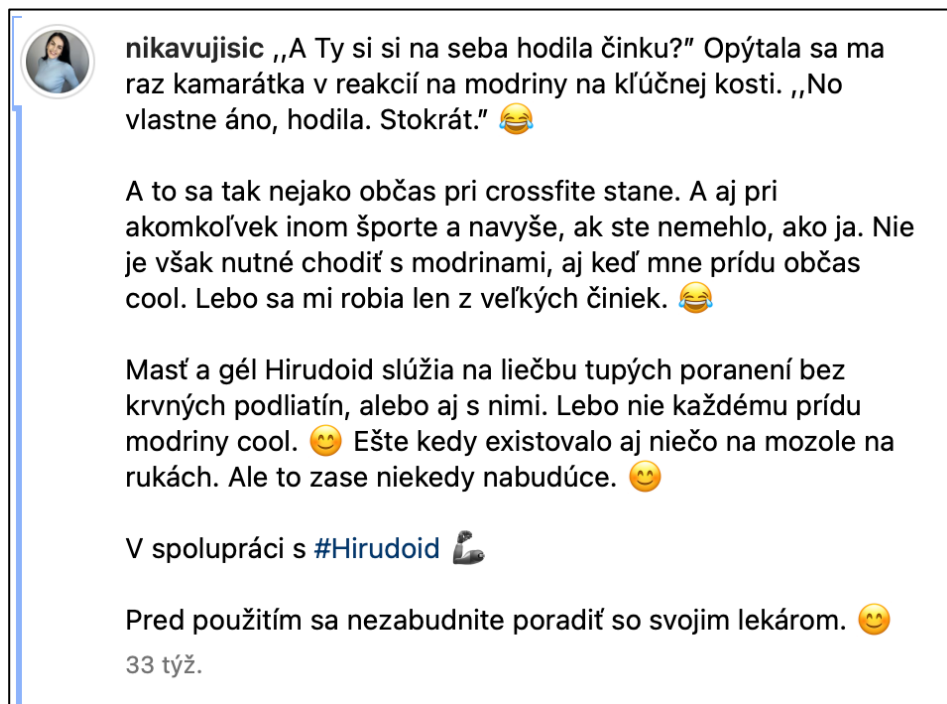 nikavujisic ,,A Ty si si na seba hodila činku?” Opýtala sa ma
raz kamarátka v reakcií na modriny na kľúčnej kosti. ,,No
vlastne áno, hodila. Stokrát.” 😂
A to sa tak nejako občas pri crossfite stane. A aj pri
akomkoľvek inom športe a navyše, ak ste nemehlo, ako ja. Nie
je však nutné chodiť s modrinami, aj keď mne prídu občas
cool. Lebo sa mi robia len z veľkých činiek. 😂
Masť a gél Hirudoid slúžia na liečbu tupých poranení bez
krvných podliatín, alebo aj s nimi. Lebo nie každému prídu
modriny cool. 😊 Ešte kedy existovalo aj niečo na mozole na
rukách. Ale to zase niekedy nabudúce. 😊
V spolupráci s #Hirudoid 🦾
Pred použitím sa nezabudnite poradiť so svojim lekárom. 😊
33 týž.